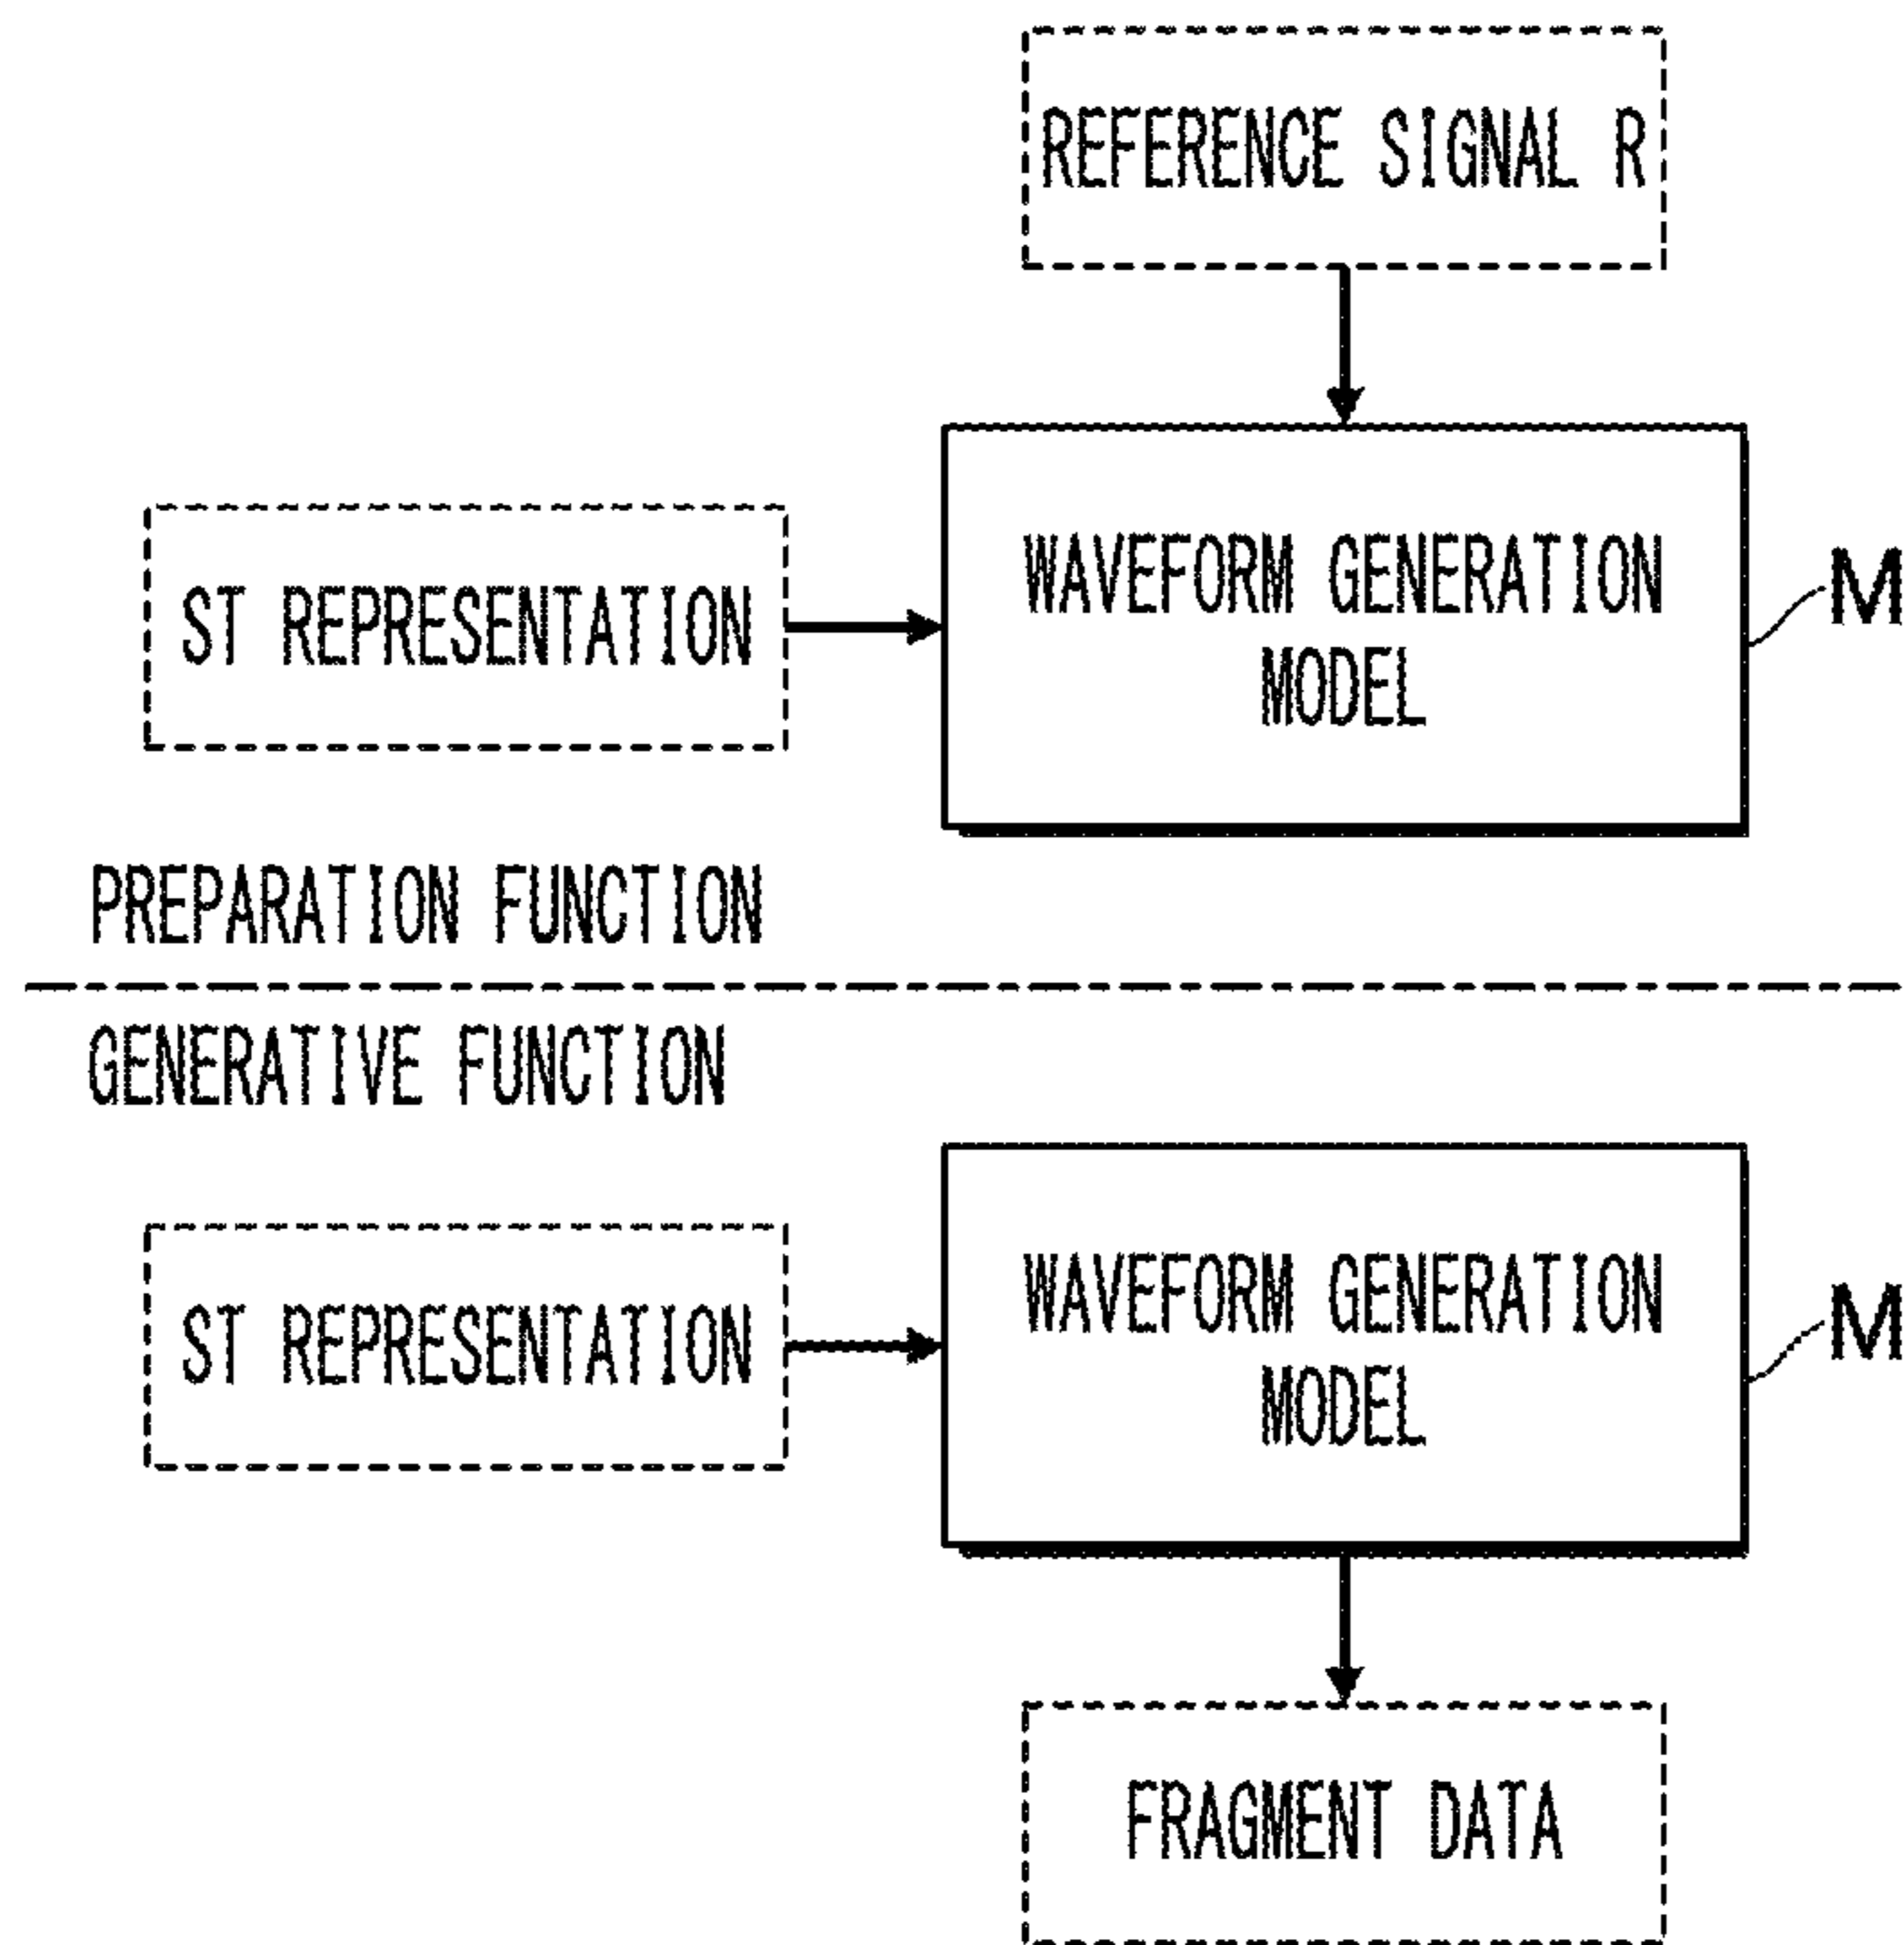 REFERENCE SIGNAL R
WAVEFORM GENERATION
MODEL
M
ST REPRESENTATION
PREPARATION FUNCTION
GENERATIVE FUNCTION
WAVEFORM GENERATION
MODEL
M
ST REPRESENTATION
FRAGMENT DATA